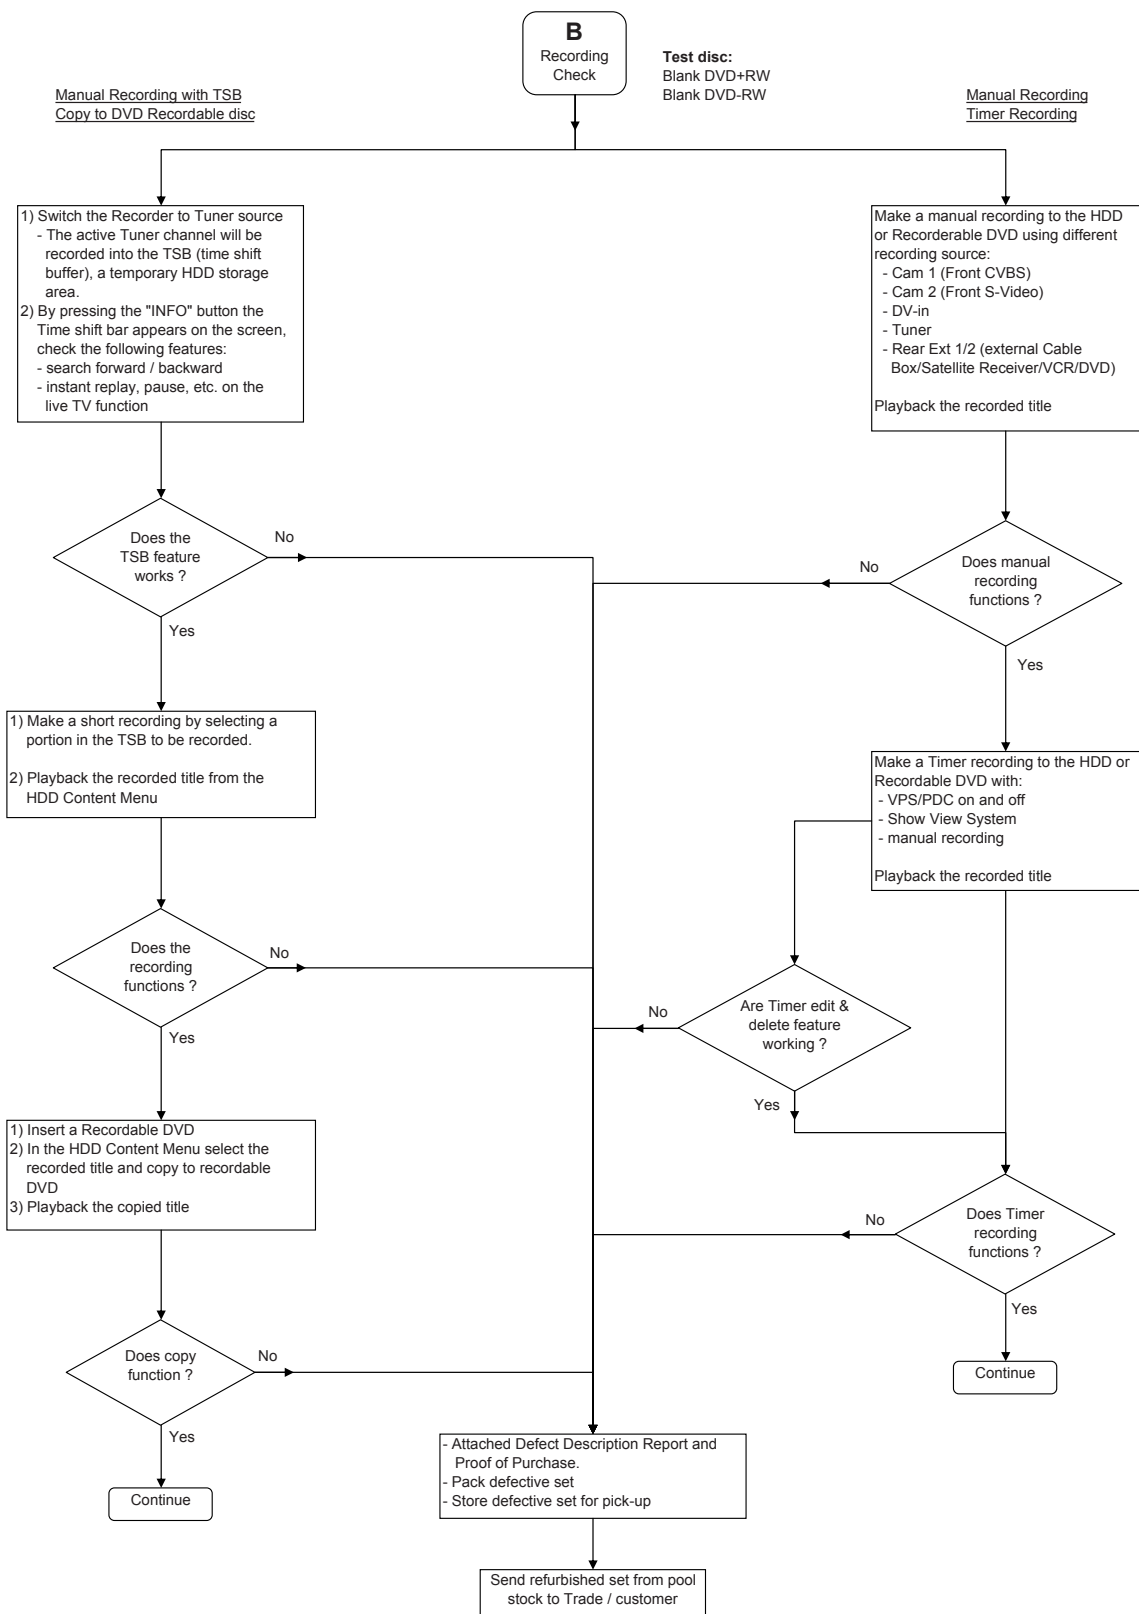 B
Recording
Check
Test disc:
Blank DVD+RW
Blank DVD-RW
Manual Recording with TSB
Copy to DVD Recordable disc
Manual Recording
Timer Recording
1) Switch the Recorder to Tuner source
- The active Tuner channel will be
recorded into the TSB (time shift
buffer), a temporary HDD storage
area.
2) By pressing the "INFO" button the
Time shift bar appears on the screen,
check the following features:
- search forward / backward
- instant replay, pause, etc. on the
live TV function
Make a manual recording to the HDD
or Recorderable DVD using different
recording source:
- Cam 1 (Front CVBS)
- Cam 2 (Front S-Video)
- DV-in
- Tuner
- Rear Ext 1/2 (external Cable
Box/Satellite Receiver/VCR/DVD)
Playback the recorded title
Does the
TSB feature
works ?
No
Yes
Does manual
recording
functions ?
No
Yes
1) Make a short recording by selecting a
portion in the TSB to be recorded.
2) Playback the recorded title from the
HDD Content Menu
Make a Timer recording to the HDD or
Recordable DVD with:
- VPS/PDC on and off
- Show View System
- manual recording
Playback the recorded title
Does the
recording
functions ?
No
Yes
Are Timer edit &
delete feature
working ?
No
Yes
1) Insert a Recordable DVD
2) In the HDD Content Menu select the
recorded title and copy to recordable
DVD
3) Playback the copied title
Does Timer
recording
functions ?
No
Yes
Does copy
function ?
No
Yes
Continue
Continue
- Attached Defect Description Report and
Proof of Purchase.
- Pack defective set
- Store defective set for pick-up
Send refurbished set from pool
stock to Trade / customer